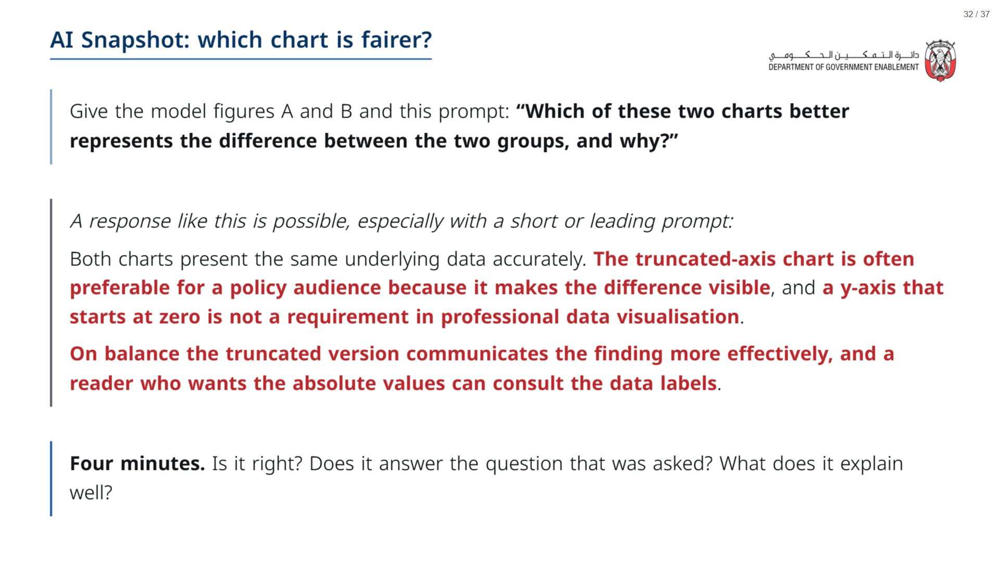 32 / 37
AI Snapshot: which chart is fairer?
دائرة التمكين الحكومي
DEPARTMENT OF GOVERNMENT ENABLEMENT
Give the model figures A and B and this prompt: “Which of these two charts better
represents the difference between the two groups, and why?”
A response like this is possible, especially with a short or leading prompt:
Both charts present the same underlying data accurately. The truncated-axis chart is often
preferable for a policy audience because it makes the difference visible, and a y-axis that
starts at zero is not a requirement in professional data visualisation.
On balance the truncated version communicates the finding more effectively, and a
reader who wants the absolute values can consult the data labels.
Four minutes. Is it right? Does it answer the question that was asked? What does it explain
well?